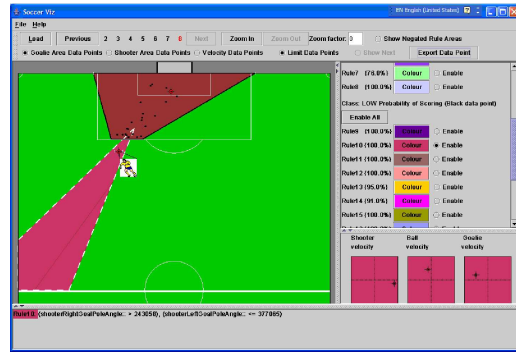 Soccer Viz
EN English (United States)
File Help
Load Previous 2 3 4 5 6 7 8 Next Zoom In Zoom Out Zoom factor: 0 Show Negated Rule Areas
Goalie Area Data Points Shooter Area Data Points Velocity Data Points Limit Data Points Show Next Export Data Point
Rule7 (76.0%) Colour Enable
Rule8 (100.0%) Colour Enable
Class: LOW Probability of Scoring (Black data point)
Enable All
Rule9 (100.0%) Colour Enable
Rule10 (100.0%) Colour Enable
Rule11 (100.0%) Colour Enable
Rule12 (100.0%) Colour Enable
Rule13 (95.0%) Colour Enable
Rule14 (91.0%) Colour Enable
Rule15 (100.0%) Colour Enable
Shooter velocity
Ball velocity
Goalie velocity
Rule10: (shooterRightGoalPoleAngle:: > 243050), (shooterLeftGoalPoleAngle:: <= 377065)